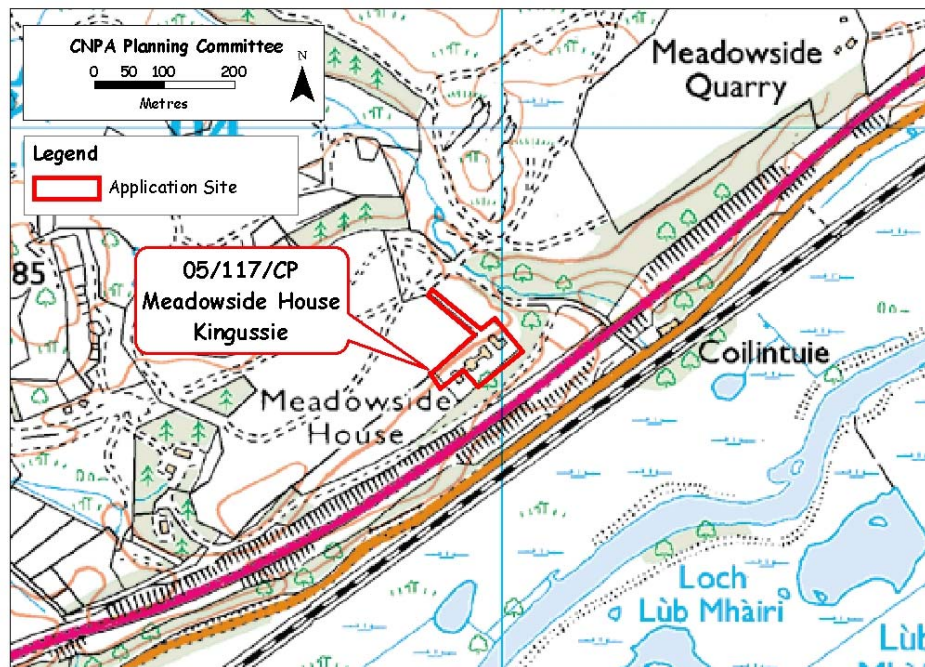 CNPA Planning Committee
0 50 100 200
Metres
N
Legend
Application Site
Meadowside
Quarry
85
05/117/CP
Meadowside House
Kingussie
Meadowside
House
Coilintuie
Loch
Lùb Mhàiri
Lùb